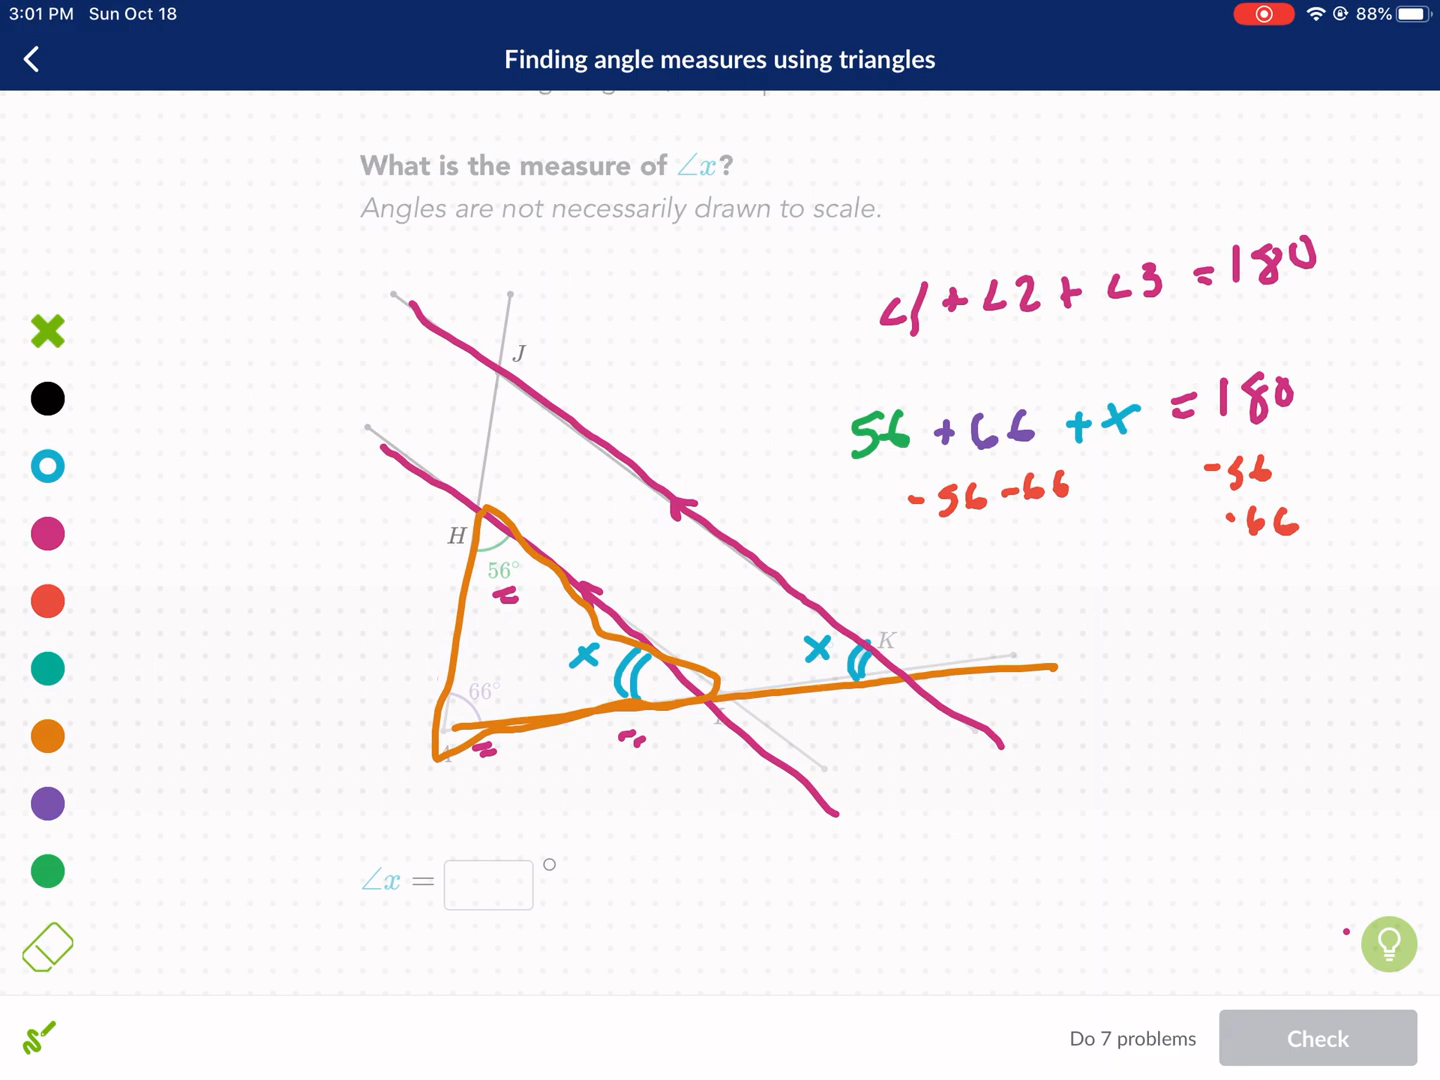 3:01 PM Sun Oct 18 88%
Finding angle measures using triangles
What is the measure of ∠x?
Angles are not necessarily drawn to scale.
∠1 + ∠2 + ∠3 = 180
J
56 + 66 + x = 180
-56 -66 -56
-66
H
56°
x
x
K
66°
∠x = °
Do 7 problems
Check